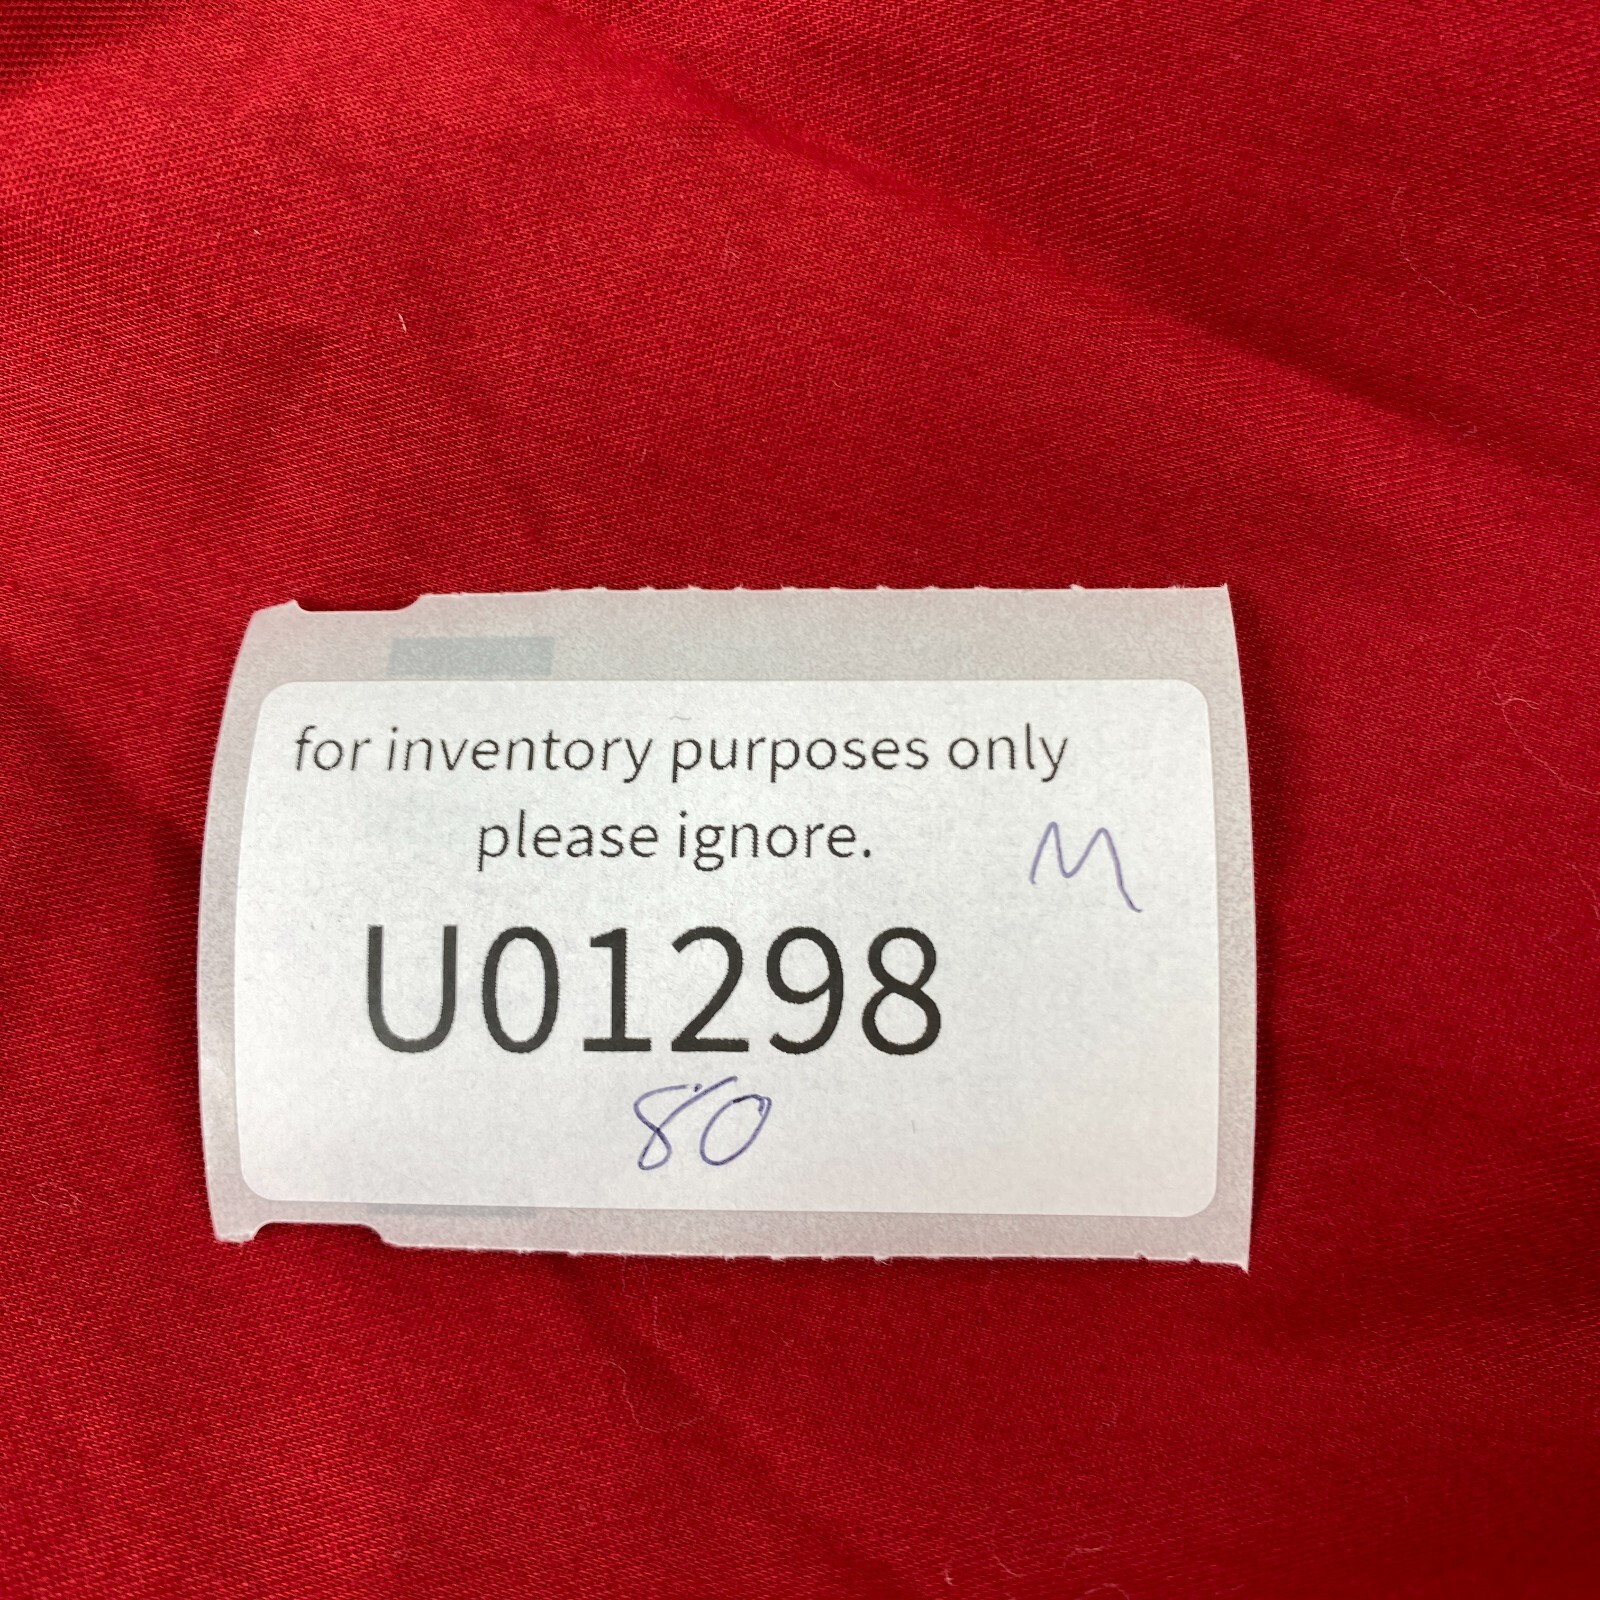 for inventory purposes only
please ignore.
M
U01298
80